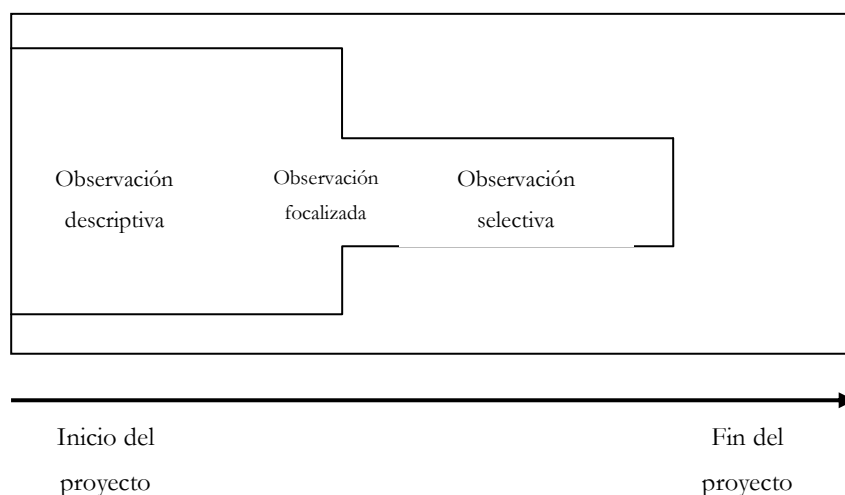 Observación
descriptiva
Observación
focalizada
Observación
selectiva
Inicio del
proyecto
Fin del
proyecto